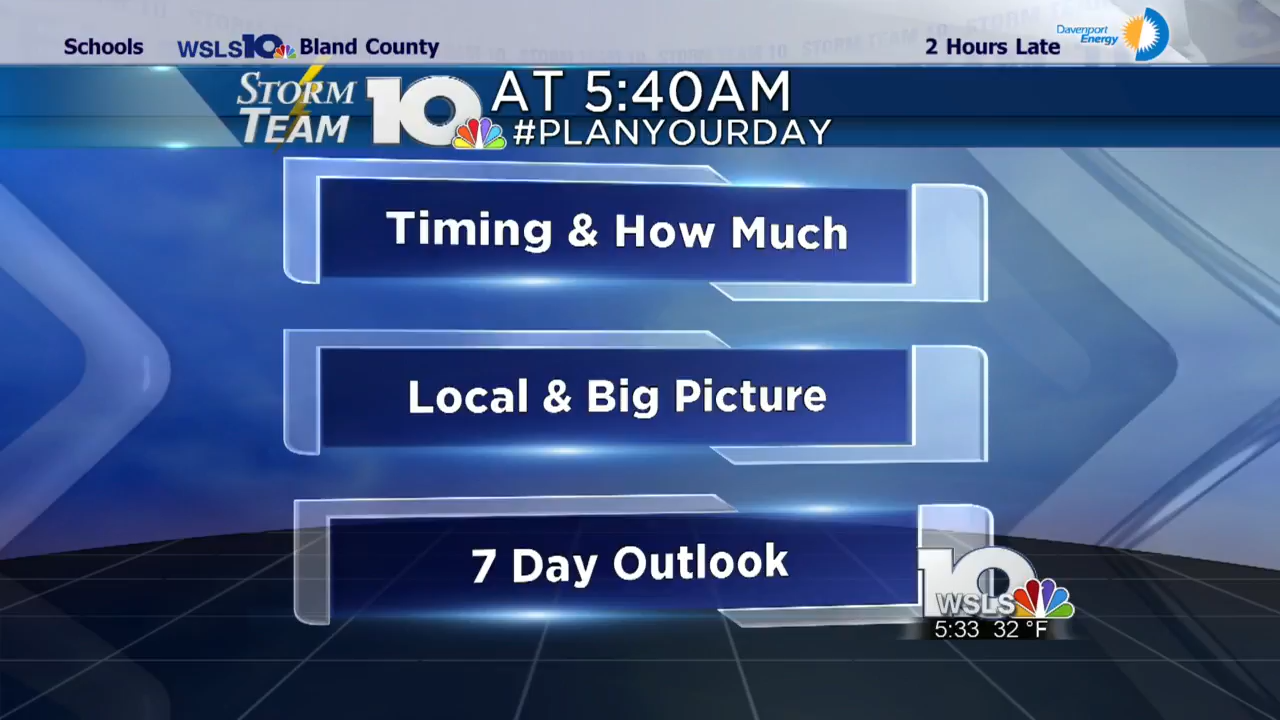 Schools WSLS10 Bland County 2 Hours Late Davenport Energy
STORM TEAM 10 AT 5:40AM
#PLANYOURDAY
Timing & How Much
Local & Big Picture
7 Day Outlook
10
WSLS
5:33 32 °F